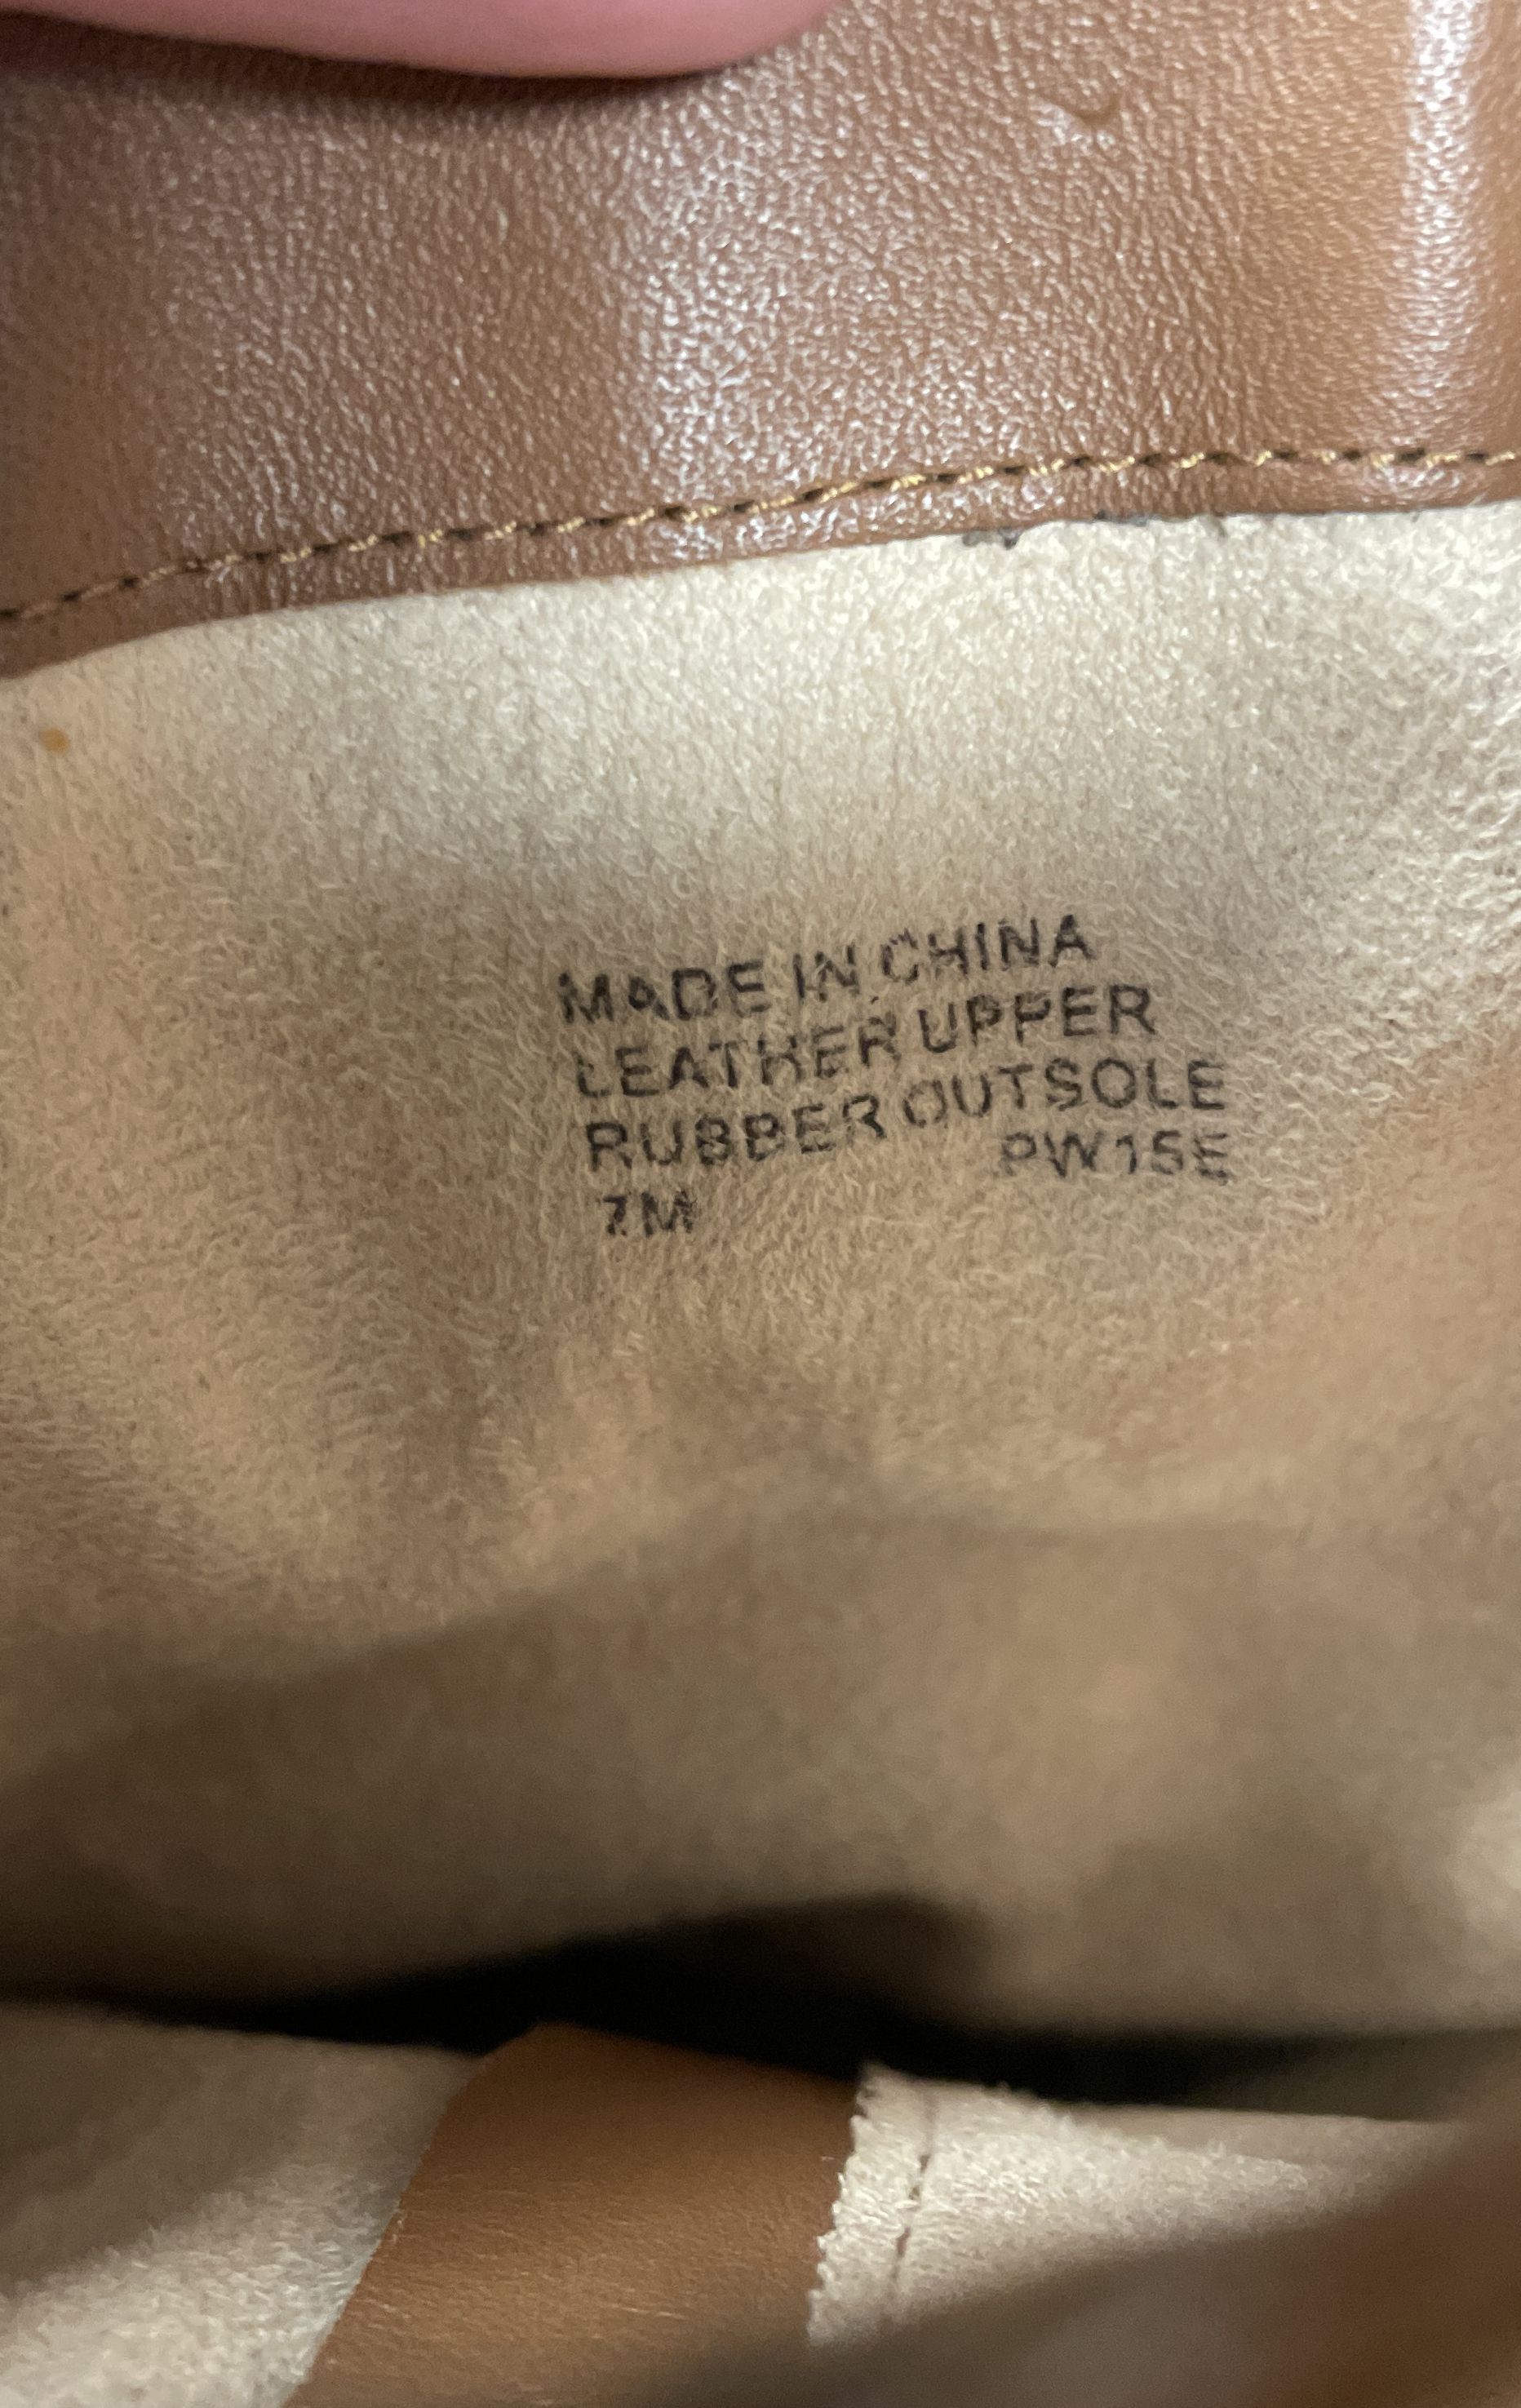 MADE IN CHINA
LEATHER UPPER
RUBBER OUTSOLE
PW15E
7M